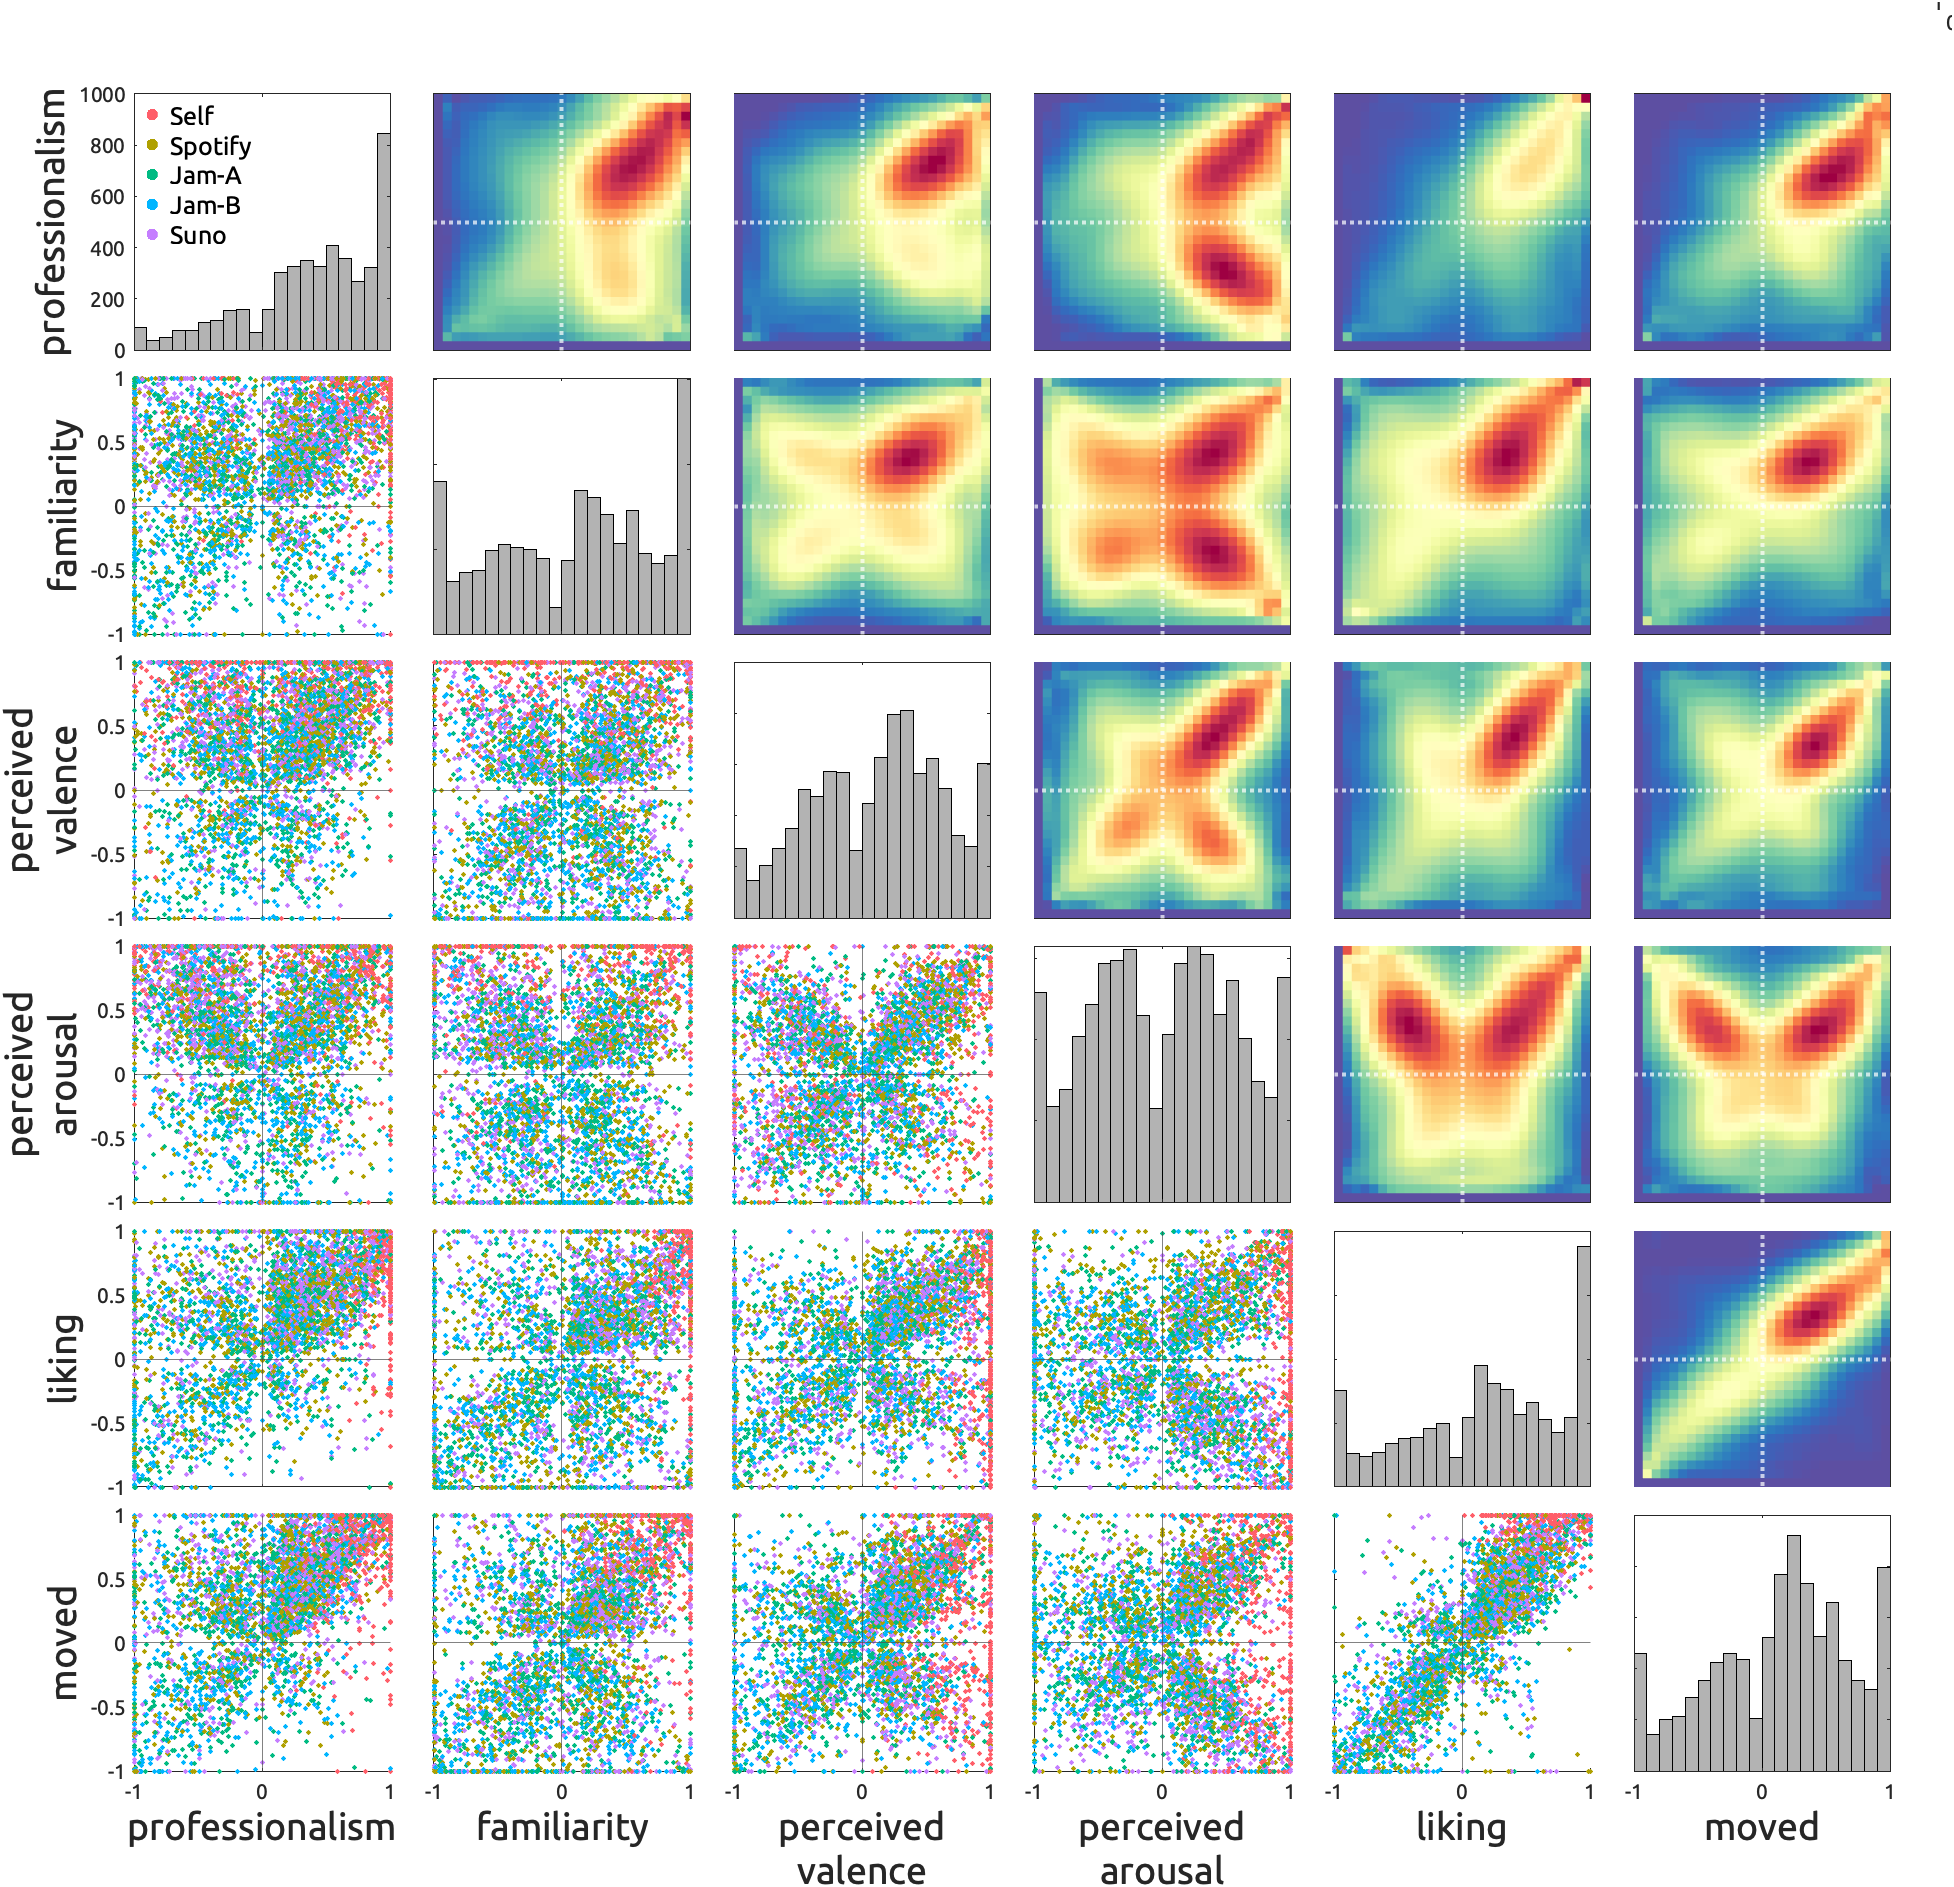 professionalism
1000
800
600
400
200
0
Self
Spotify
Jam-A
Jam-B
Suno
familiarity
1
0.5
0
-0.5
-1
perceived
valence
1
0.5
0
-0.5
-1
perceived
arousal
1
0.5
0
-0.5
-1
liking
1
0.5
0
-0.5
-1
moved
1
0.5
0
-0.5
-1
-1 0 1 -1 0 1 -1 0 1 -1 0 1 -1 0 1 -1 0 1
professionalism familiarity perceived perceived liking moved
valence arousal